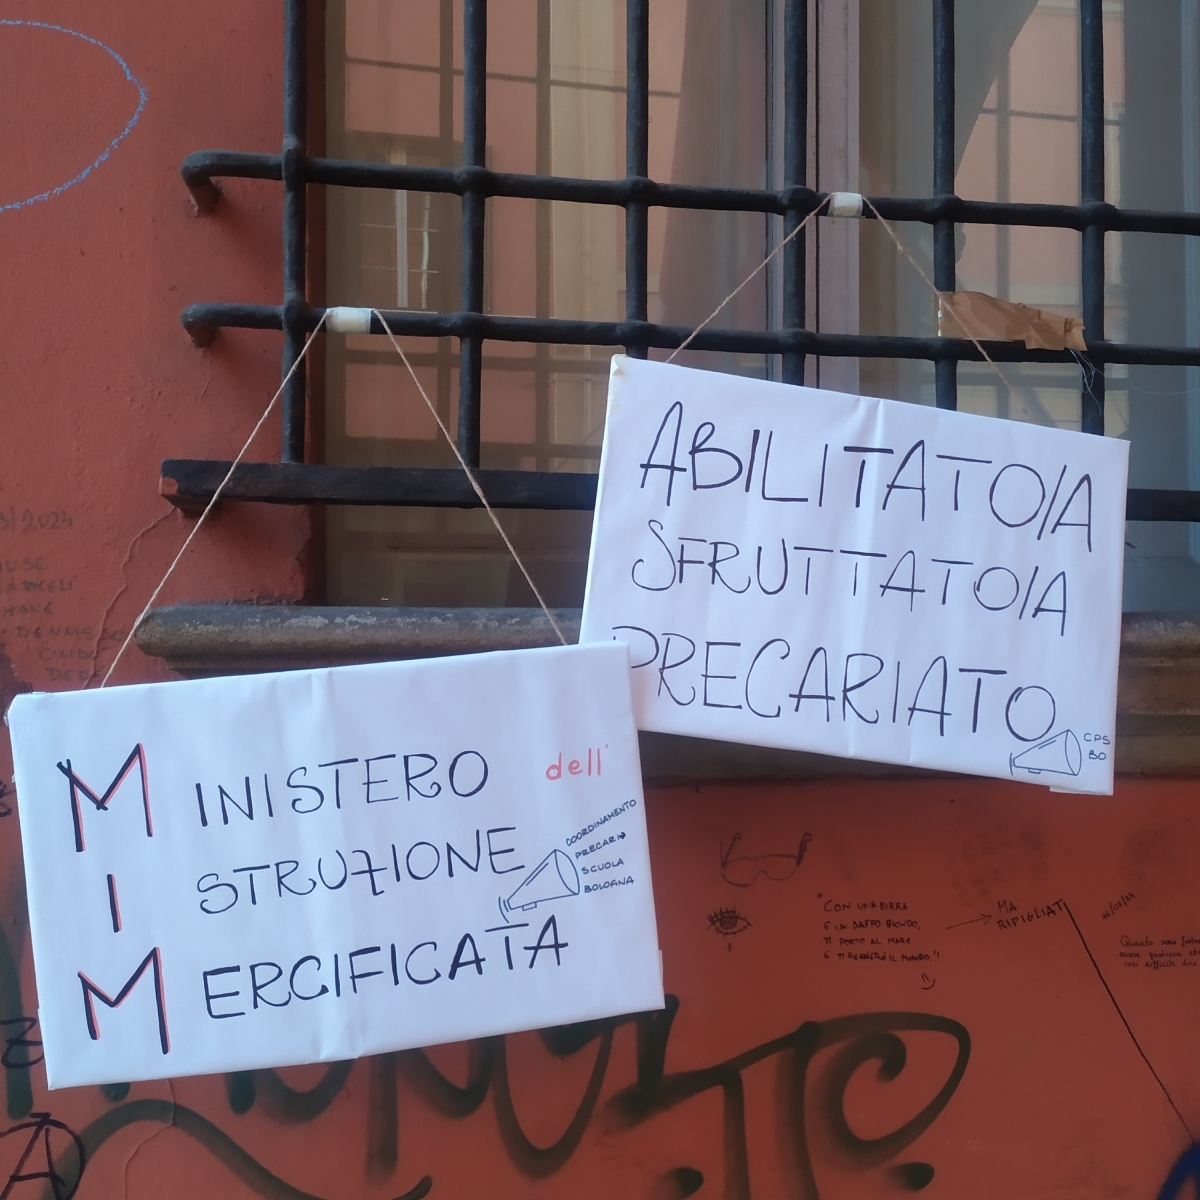 ABILITATO/A
SFRUTTATO/A
PRECARIATO
CPS
BO
MINISTERO dell'
ISTRUZIONE
MERCIFICATA
COORDINAMENTO
PRECARIƏ
SCUOLA
BOLOGNA
"CON UNA BIRRA
E UN BAFFO BIONDO,
TI PORTO AL MARE
E TI REGGERÒ IL MONDO"
MA
RIPIGLIATI